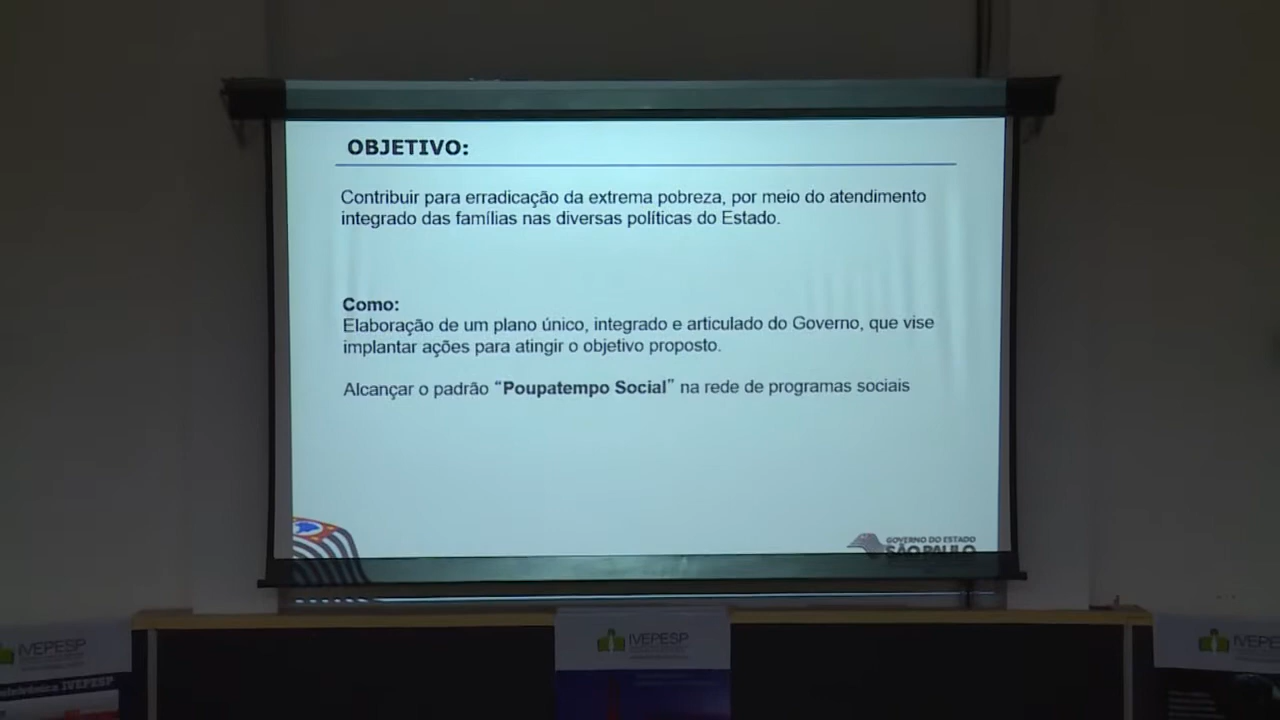 OBJETIVO:
Contribuir para erradicação da extrema pobreza, por meio do atendimento
integrado das famílias nas diversas políticas do Estado.
Como:
Elaboração de um plano único, integrado e articulado do Governo, que vise
implantar ações para atingir o objetivo proposto.
Alcançar o padrão “Poupatempo Social” na rede de programas sociais
GOVERNO DO ESTADO
SÃO PAULO
IVEPESP
IVEPESP
IVEPESP
eletrônica IVEPESP